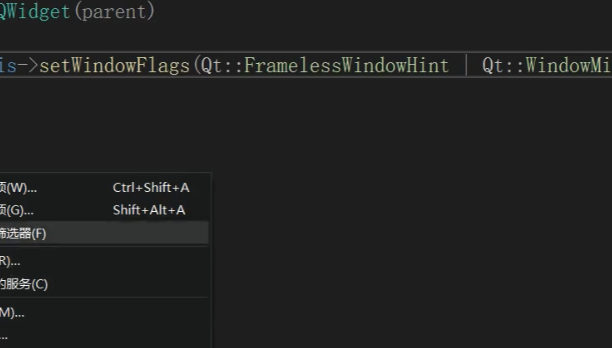 QWidget(parent)
is->setWindowFlags(Qt::FramelessWindowHint | Qt::WindowMi
项(W)... Ctrl+Shift+A
项(G)... Shift+Alt+A
筛选器(F)
R)...
的服务(C)
M)...
...